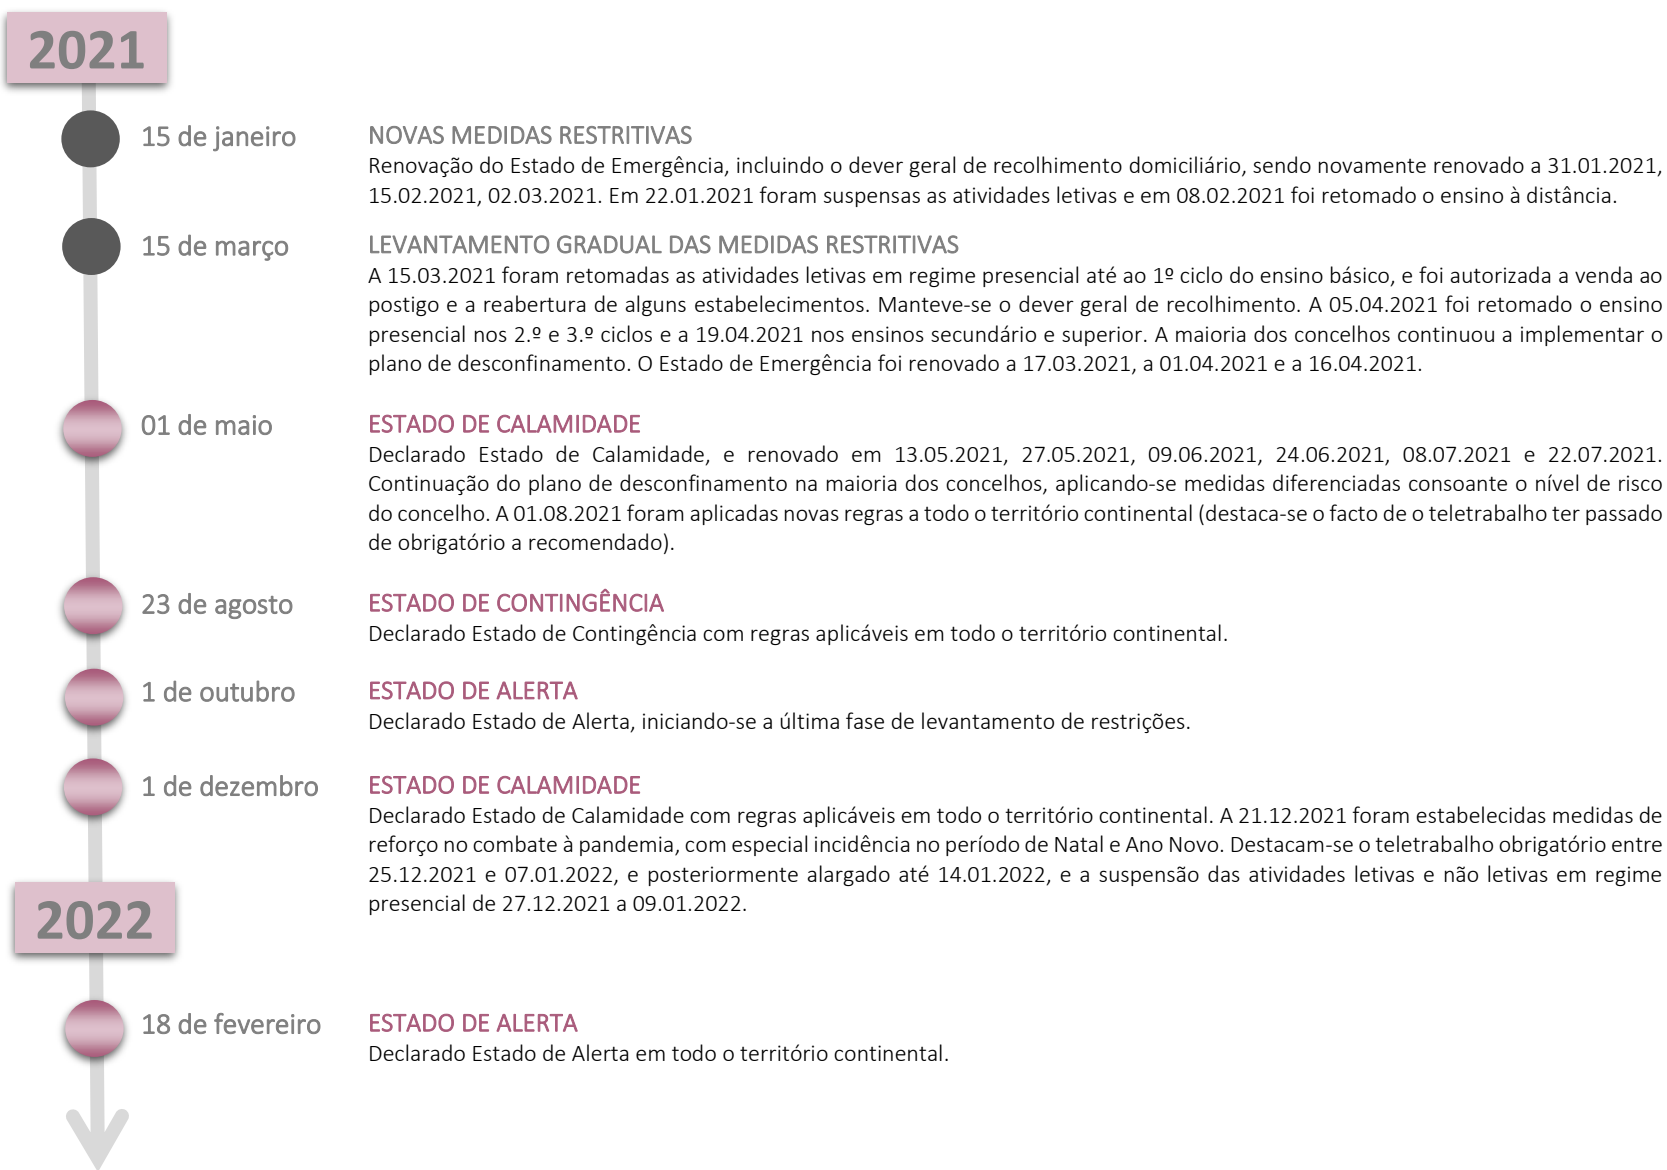 2021
15 de janeiro
NOVAS MEDIDAS RESTRITIVAS
Renovação do Estado de Emergência, incluindo o dever geral de recolhimento domiciliário, sendo novamente renovado a 31.01.2021,
15.02.2021, 02.03.2021. Em 22.01.2021 foram suspensas as atividades letivas e em 08.02.2021 foi retomado o ensino à distância.
15 de março
LEVANTAMENTO GRADUAL DAS MEDIDAS RESTRITIVAS
A 15.03.2021 foram retomadas as atividades letivas em regime presencial até ao 1º ciclo do ensino básico, e foi autorizada a venda ao
postigo e a reabertura de alguns estabelecimentos. Manteve-se o dever geral de recolhimento. A 05.04.2021 foi retomado o ensino
presencial nos 2.º e 3.º ciclos e a 19.04.2021 nos ensinos secundário e superior. A maioria dos concelhos continuou a implementar o
plano de desconfinamento. O Estado de Emergência foi renovado a 17.03.2021, a 01.04.2021 e a 16.04.2021.
01 de maio
ESTADO DE CALAMIDADE
Declarado Estado de Calamidade, e renovado em 13.05.2021, 27.05.2021, 09.06.2021, 24.06.2021, 08.07.2021 e 22.07.2021.
Continuação do plano de desconfinamento na maioria dos concelhos, aplicando-se medidas diferenciadas consoante o nível de risco
do concelho. A 01.08.2021 foram aplicadas novas regras a todo o território continental (destaca-se o facto de o teletrabalho ter passado
de obrigatório a recomendado).
23 de agosto
ESTADO DE CONTINGÊNCIA
Declarado Estado de Contingência com regras aplicáveis em todo o território continental.
1 de outubro
ESTADO DE ALERTA
Declarado Estado de Alerta, iniciando-se a última fase de levantamento de restrições.
1 de dezembro
ESTADO DE CALAMIDADE
Declarado Estado de Calamidade com regras aplicáveis em todo o território continental. A 21.12.2021 foram estabelecidas medidas de
reforço no combate à pandemia, com especial incidência no período de Natal e Ano Novo. Destacam-se o teletrabalho obrigatório entre
25.12.2021 e 07.01.2022, e posteriormente alargado até 14.01.2022, e a suspensão das atividades letivas e não letivas em regime
presencial de 27.12.2021 a 09.01.2022.
2022
18 de fevereiro
ESTADO DE ALERTA
Declarado Estado de Alerta em todo o território continental.